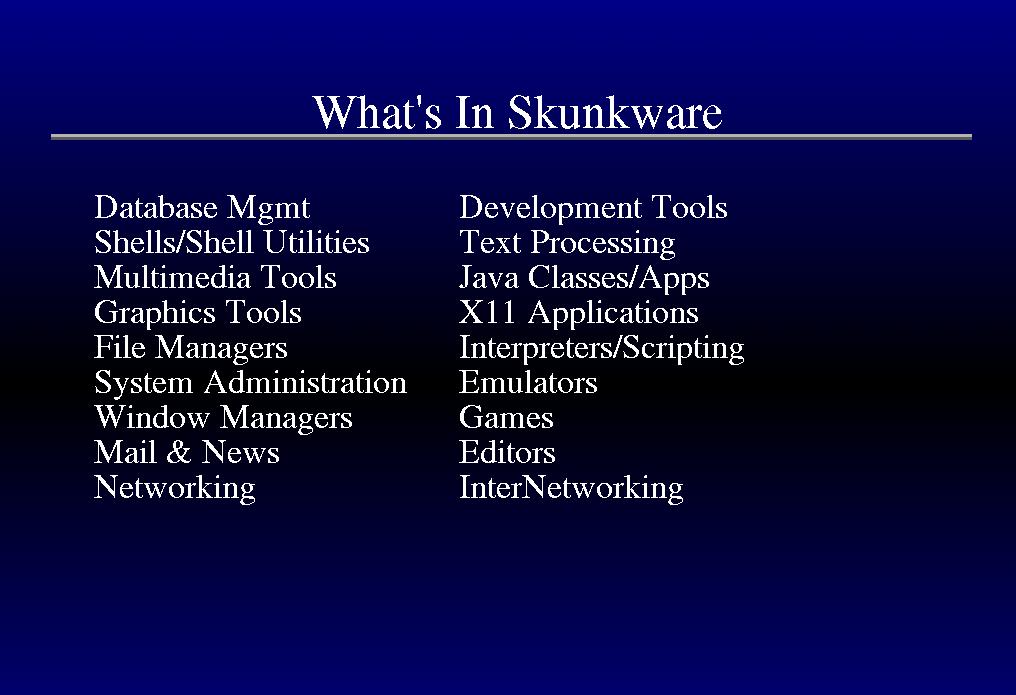 What's In Skunkware
Database Mgmt
Shells/Shell Utilities
Multimedia Tools
Graphics Tools
File Managers
System Administration
Window Managers
Mail & News
Networking
Development Tools
Text Processing
Java Classes/Apps
X11 Applications
Interpreters/Scripting
Emulators
Games
Editors
InterNetworking